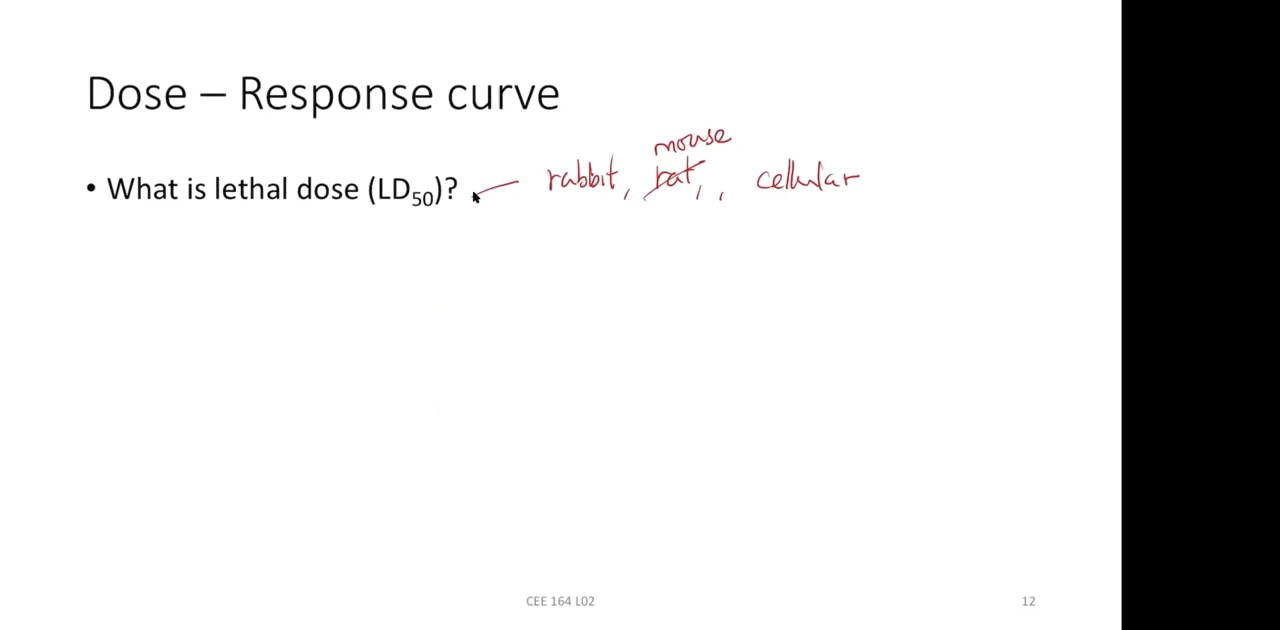 Dose – Response curve
mouse
• What is lethal dose (LD50)? rabbit, rat, , cellular
CEE 164 L02
12